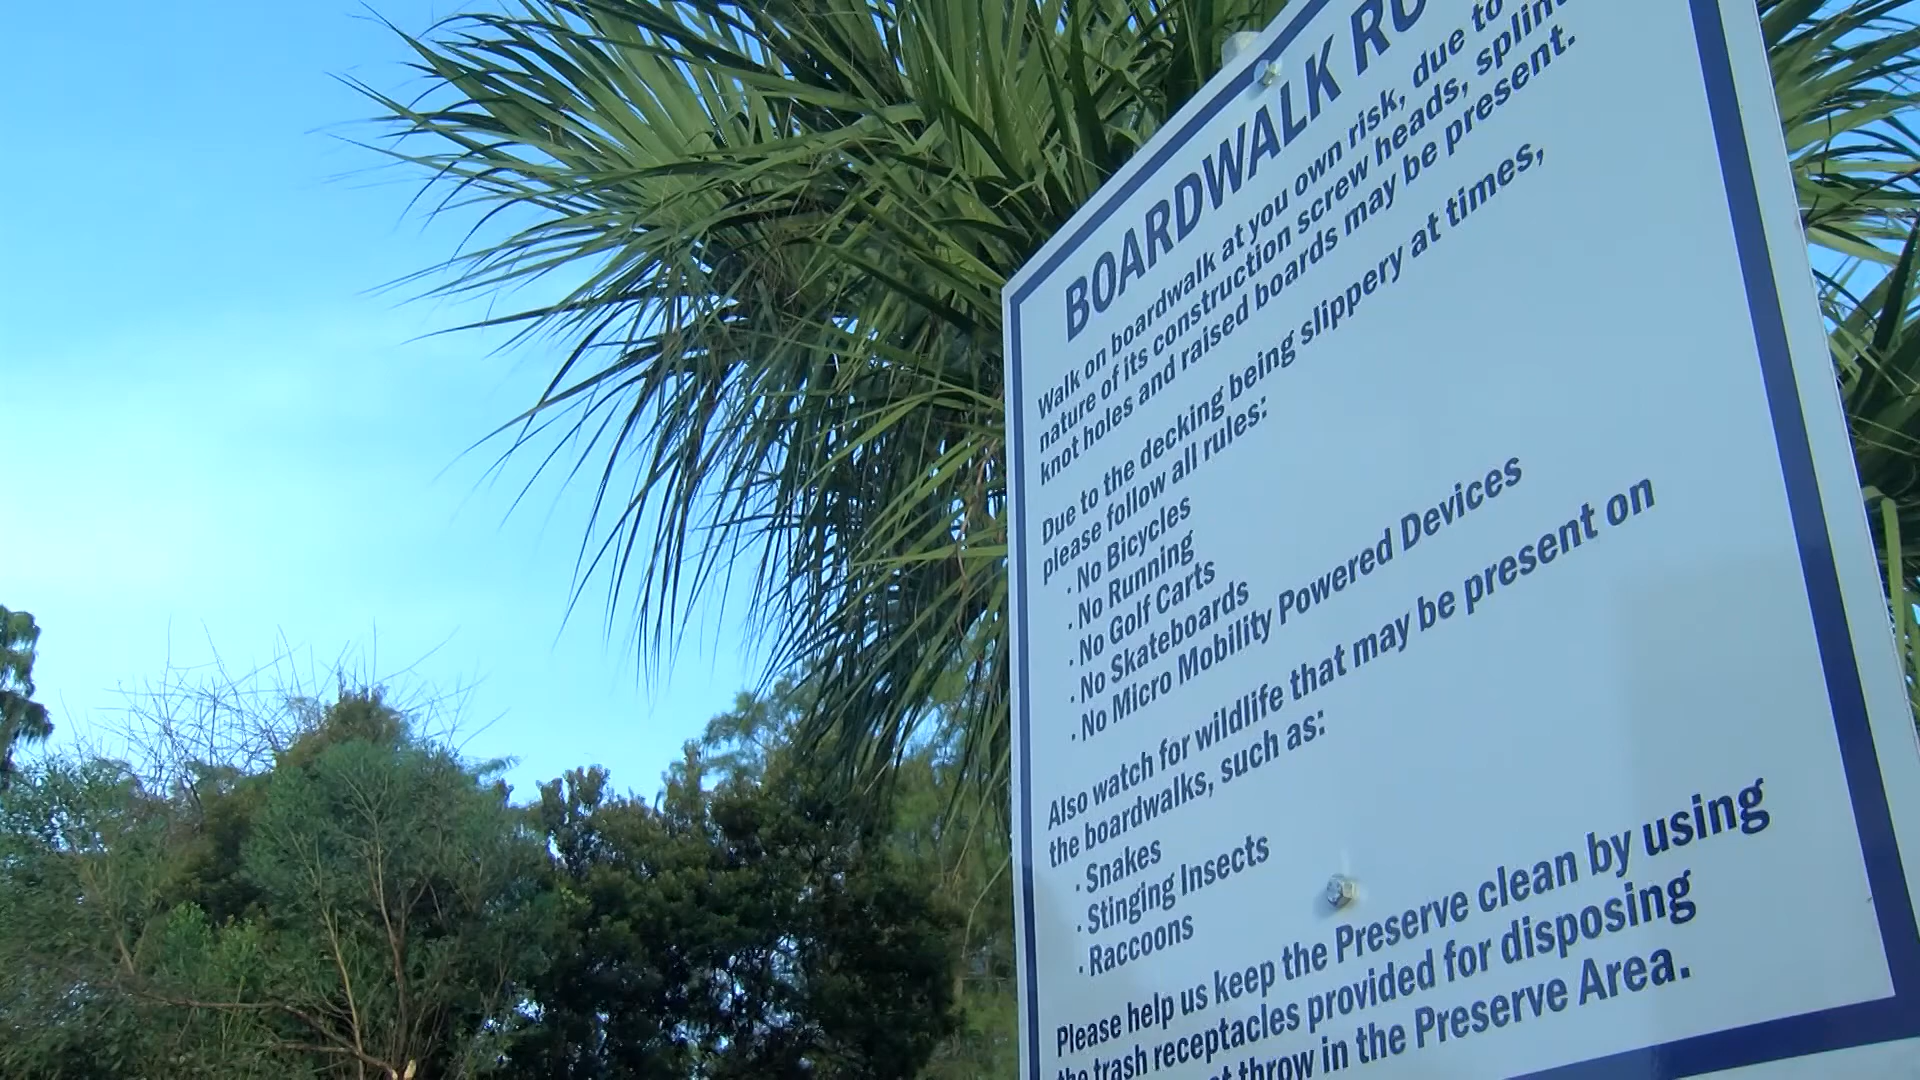 BOARDWALK RU
Walk on boardwalk at you own risk, due to
nature of its construction screw heads, splin
knot holes and raised boards may be present.
Due to the decking being slippery at times,
please follow all rules:
· No Bicycles
· No Running
· No Golf Carts
· No Skateboards
· No Micro Mobility Powered Devices
Also watch for wildlife that may be present on
the boardwalks, such as:
· Snakes
· Stinging Insects
· Raccoons
Please help us keep the Preserve clean by using
the trash receptacles provided for disposing
throw in the Preserve Area.